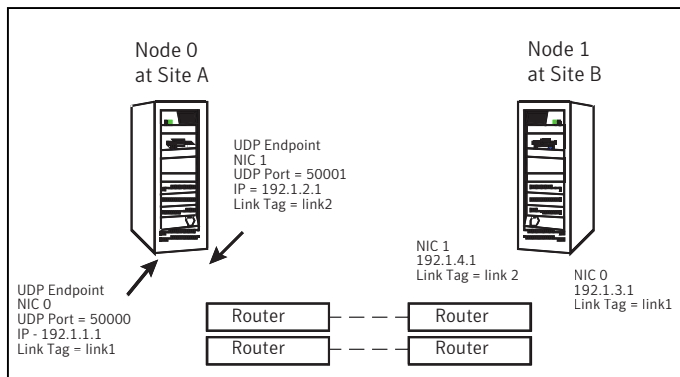 Node 0
at Site A
Node 1
at Site B
UDP Endpoint
NIC 1
UDP Port = 50001
IP = 192.1.2.1
Link Tag = link2
NIC 1
192.1.4.1
Link Tag = link 2
NIC 0
192.1.3.1
Link Tag = link1
UDP Endpoint
NIC 0
UDP Port = 50000
IP - 192.1.1.1
Link Tag = link1
Router
Router
Router
Router